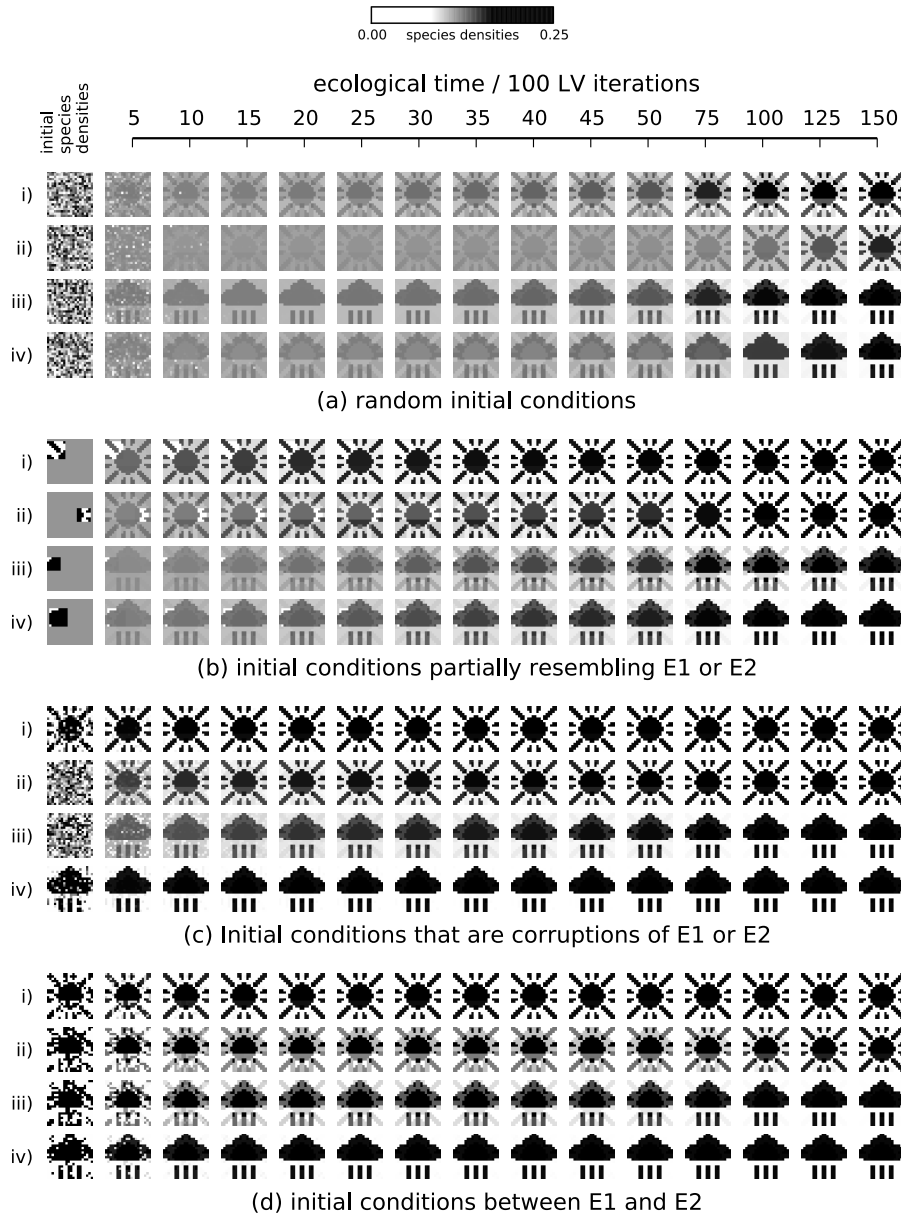 0.00 species densities 0.25
ecological time / 100 LV iterations
initial
species
densities
5 10 15 20 25 30 35 40 45 50 75 100 125 150
i)
ii)
iii)
iv)
(a) random initial conditions
i)
ii)
iii)
iv)
(b) initial conditions partially resembling E1 or E2
i)
ii)
iii)
iv)
(c) Initial conditions that are corruptions of E1 or E2
i)
ii)
iii)
iv)
(d) initial conditions between E1 and E2